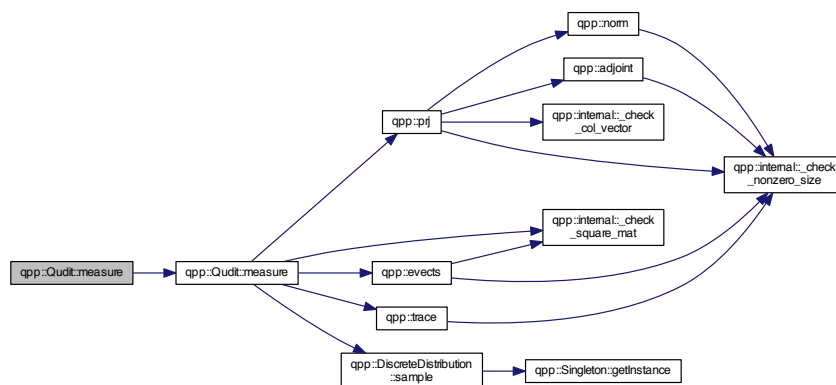 qpp::norm
qpp::adjoint
qpp::prj
qpp::internal::_check
_col_vector
qpp::internal::_check
_nonzero_size
qpp::internal::_check
_square_mat
qpp::Qudit::measure
qpp::Qudit::measure
qpp::evects
qpp::trace
qpp::DiscreteDistribution
::sample
qpp::Singleton::getInstance